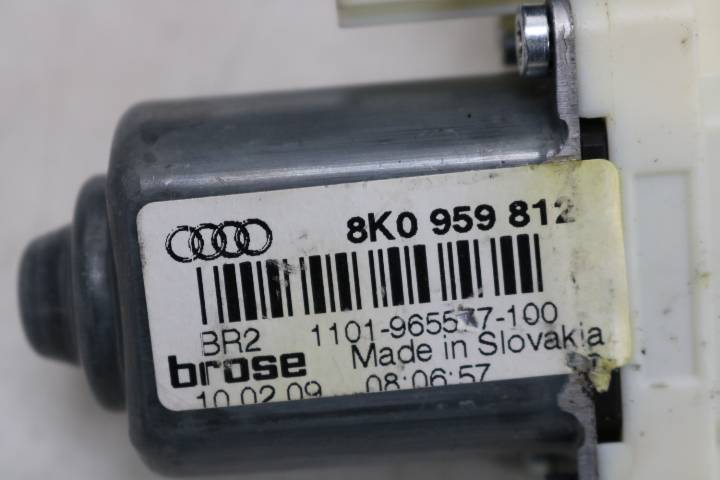 8K0 959 812
BR2
1101-965577-100
brose
Made in Slovakia
10.02.09
08:06:57